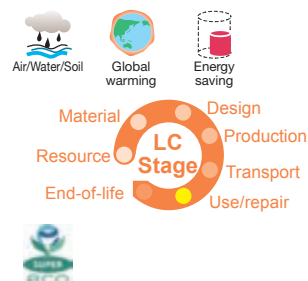 Air/Water/Soil
Global
warming
Energy
saving
Material
Design
Production
Resource
LC
Stage
Transport
End-of-life
Use/repair
SUPER
eco